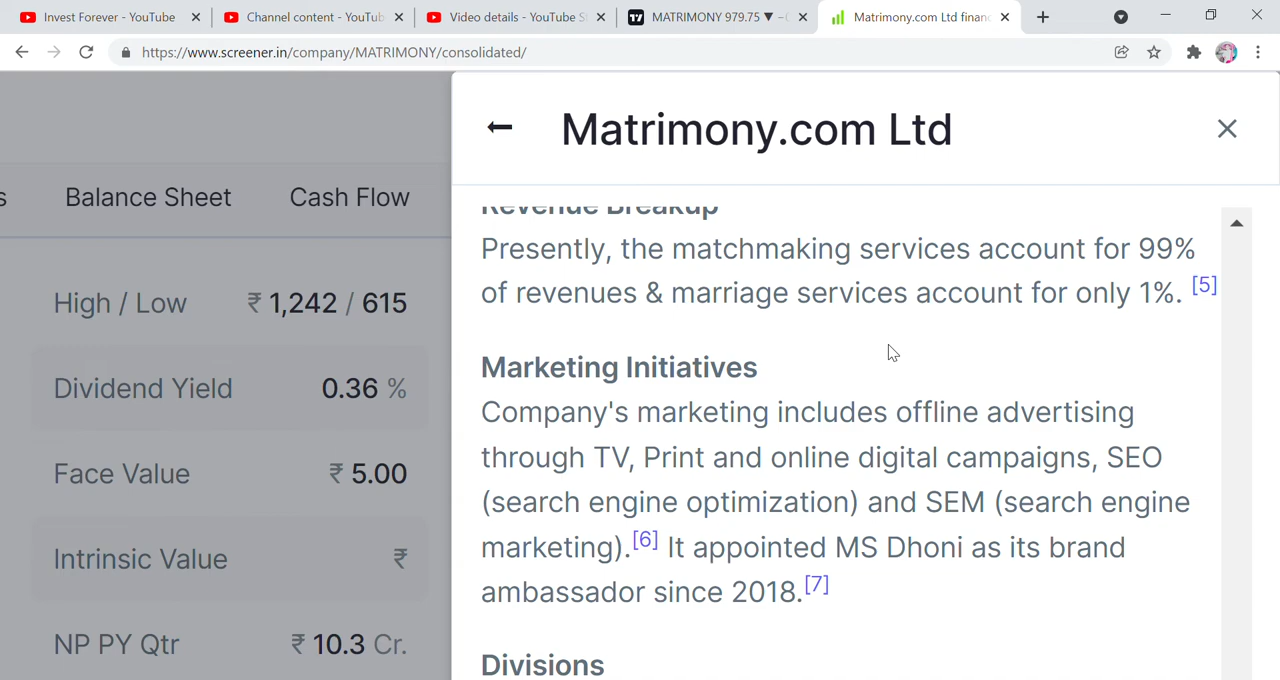 Invest Forever - YouTube
Channel content - YouTub
Video details - YouTube S
MATRIMONY 979.75 ▼ −(
Matrimony.com Ltd financ
https://www.screener.in/company/MATRIMONY/consolidated/
Matrimony.com Ltd
s Balance Sheet Cash Flow
High / Low ₹ 1,242 / 615
Dividend Yield 0.36 %
Face Value ₹ 5.00
Intrinsic Value ₹
NP PY Qtr ₹ 10.3 Cr.
Revenue Breakup
Presently, the matchmaking services account for 99%
of revenues & marriage services account for only 1%. [5]
Marketing Initiatives
Company's marketing includes offline advertising
through TV, Print and online digital campaigns, SEO
(search engine optimization) and SEM (search engine
marketing).[6] It appointed MS Dhoni as its brand
ambassador since 2018.[7]
Divisions